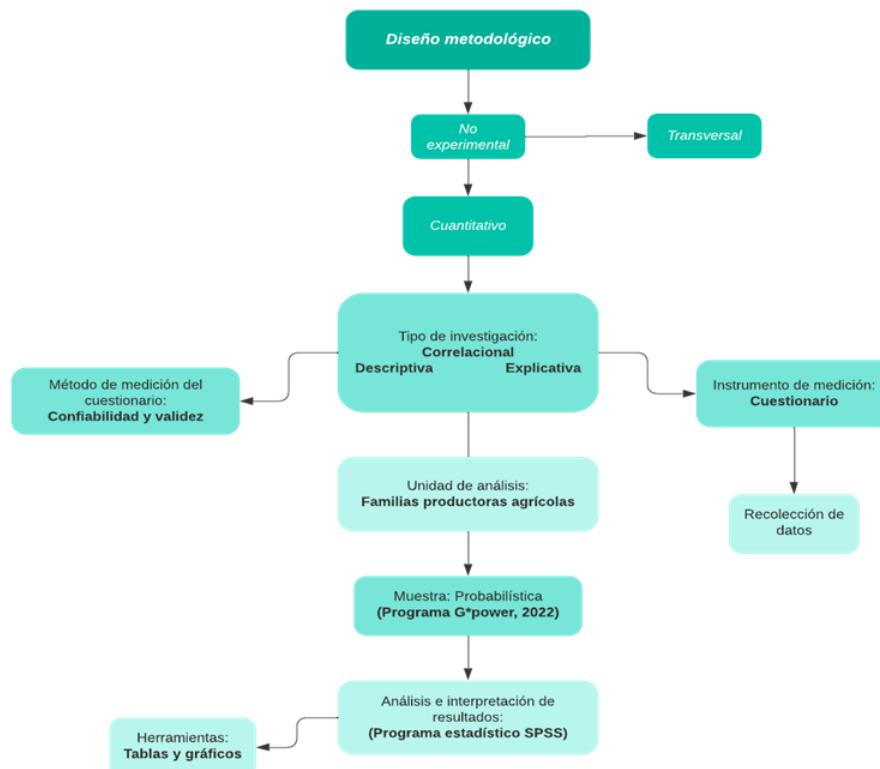 Diseño metodológico
No
experimental
Transversal
Cuantitativo
Tipo de investigación:
Correlacional
Descriptiva Explicativa
Método de medición del
cuestionario:
Confiabilidad y validez
Instrumento de medición:
Cuestionario
Unidad de análisis:
Familias productoras agrícolas
Recolección de
datos
Muestra: Probabilística
(Programa G*power, 2022)
Análisis e interpretación de
resultados:
(Programa estadístico SPSS)
Herramientas:
Tablas y gráficos